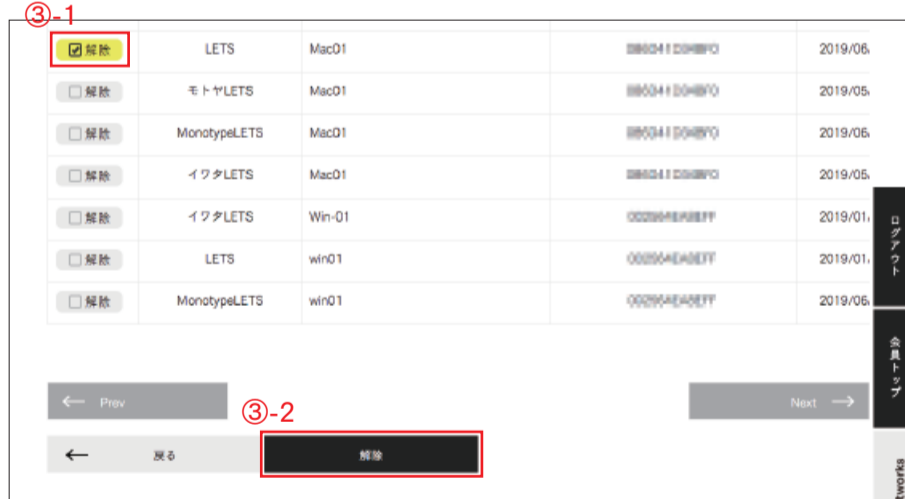 ③-1
解除 LETS Mac01 2019/06
解除 モトヤLETS Mac01 2019/05
解除 MonotypeLETS Mac01 2019/06
解除 イワタLETS Mac01 2019/05
解除 イワタLETS Win-01 2019/01
解除 LETS win01 2019/01
解除 MonotypeLETS win01 2019/06
ログアウト
会員トップ
← Prev
Next →
③-2
← 戻る
解除
tworks